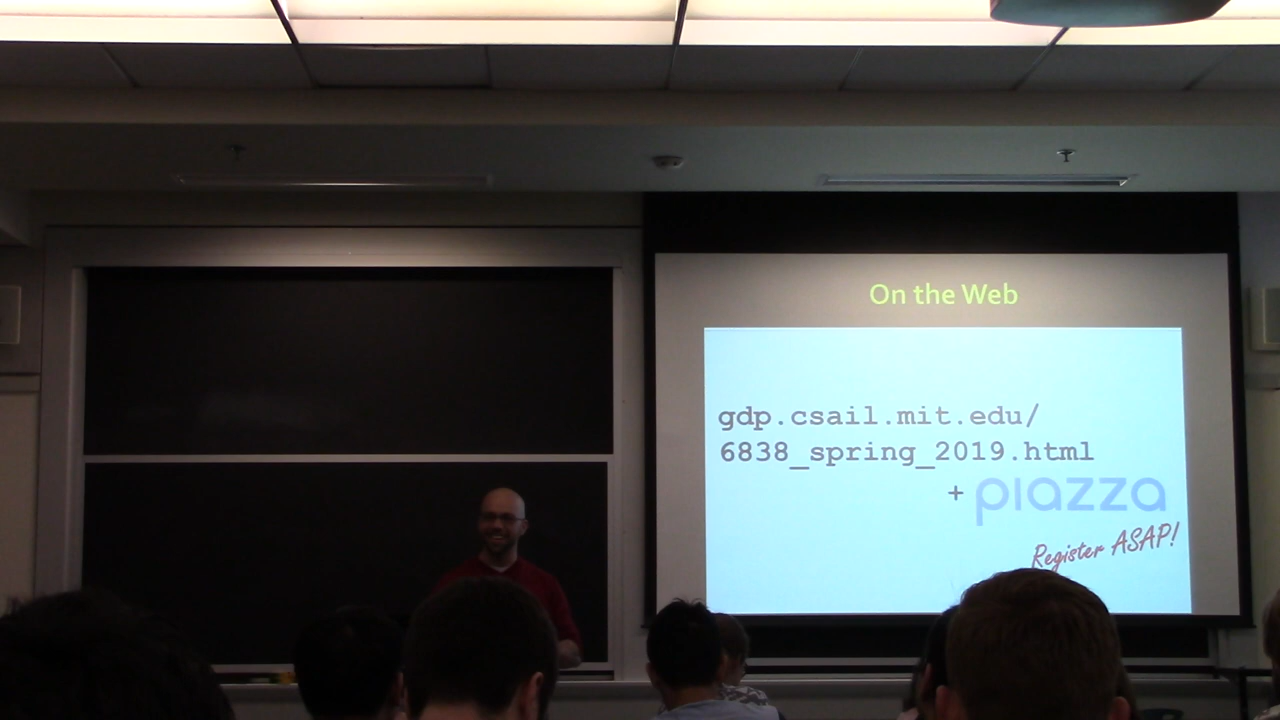 On the Web
gdp.csail.mit.edu/
6838_spring_2019.html
+ piazza
Register ASAP!